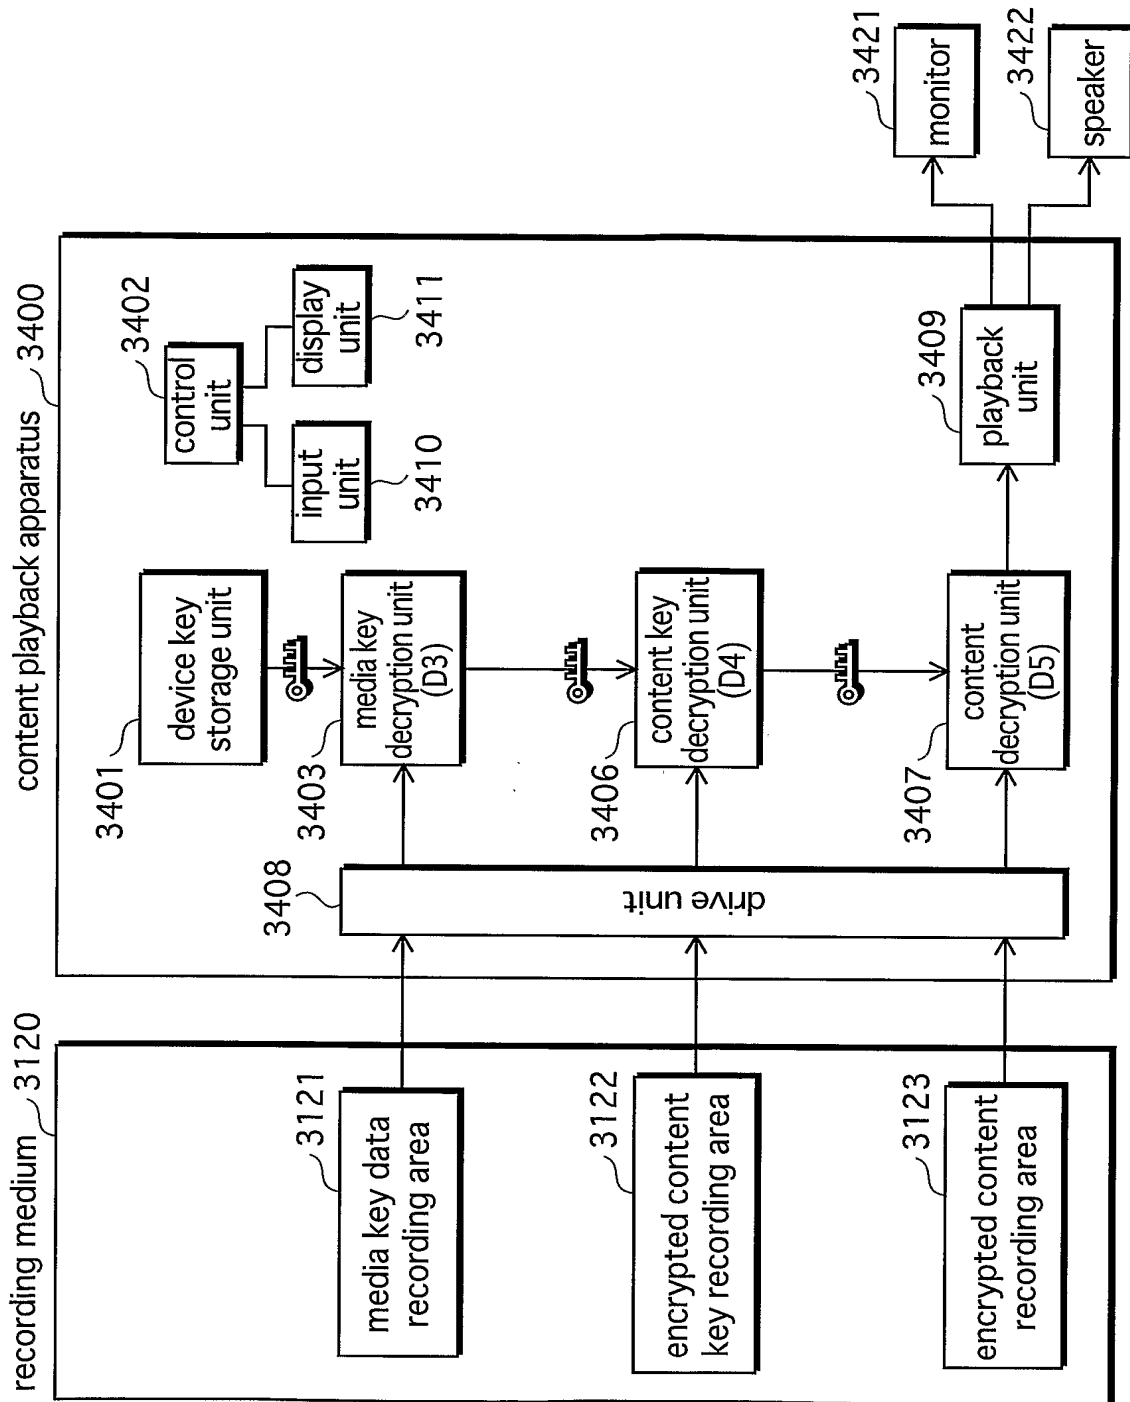 recording medium 3120
3121
media key data
recording area
3122
encrypted content
key recording area
3123
encrypted content
recording area
content playback apparatus 3400
3408
drive unit
3401
device key
storage unit
3403
media key
decryption unit
(D3)
3406
content key
decryption unit
(D4)
3407
content
decryption unit
(D5)
3402
control
unit
input
unit
3410
display
unit
3411
3409
playback
unit
3421
monitor
3422
speaker